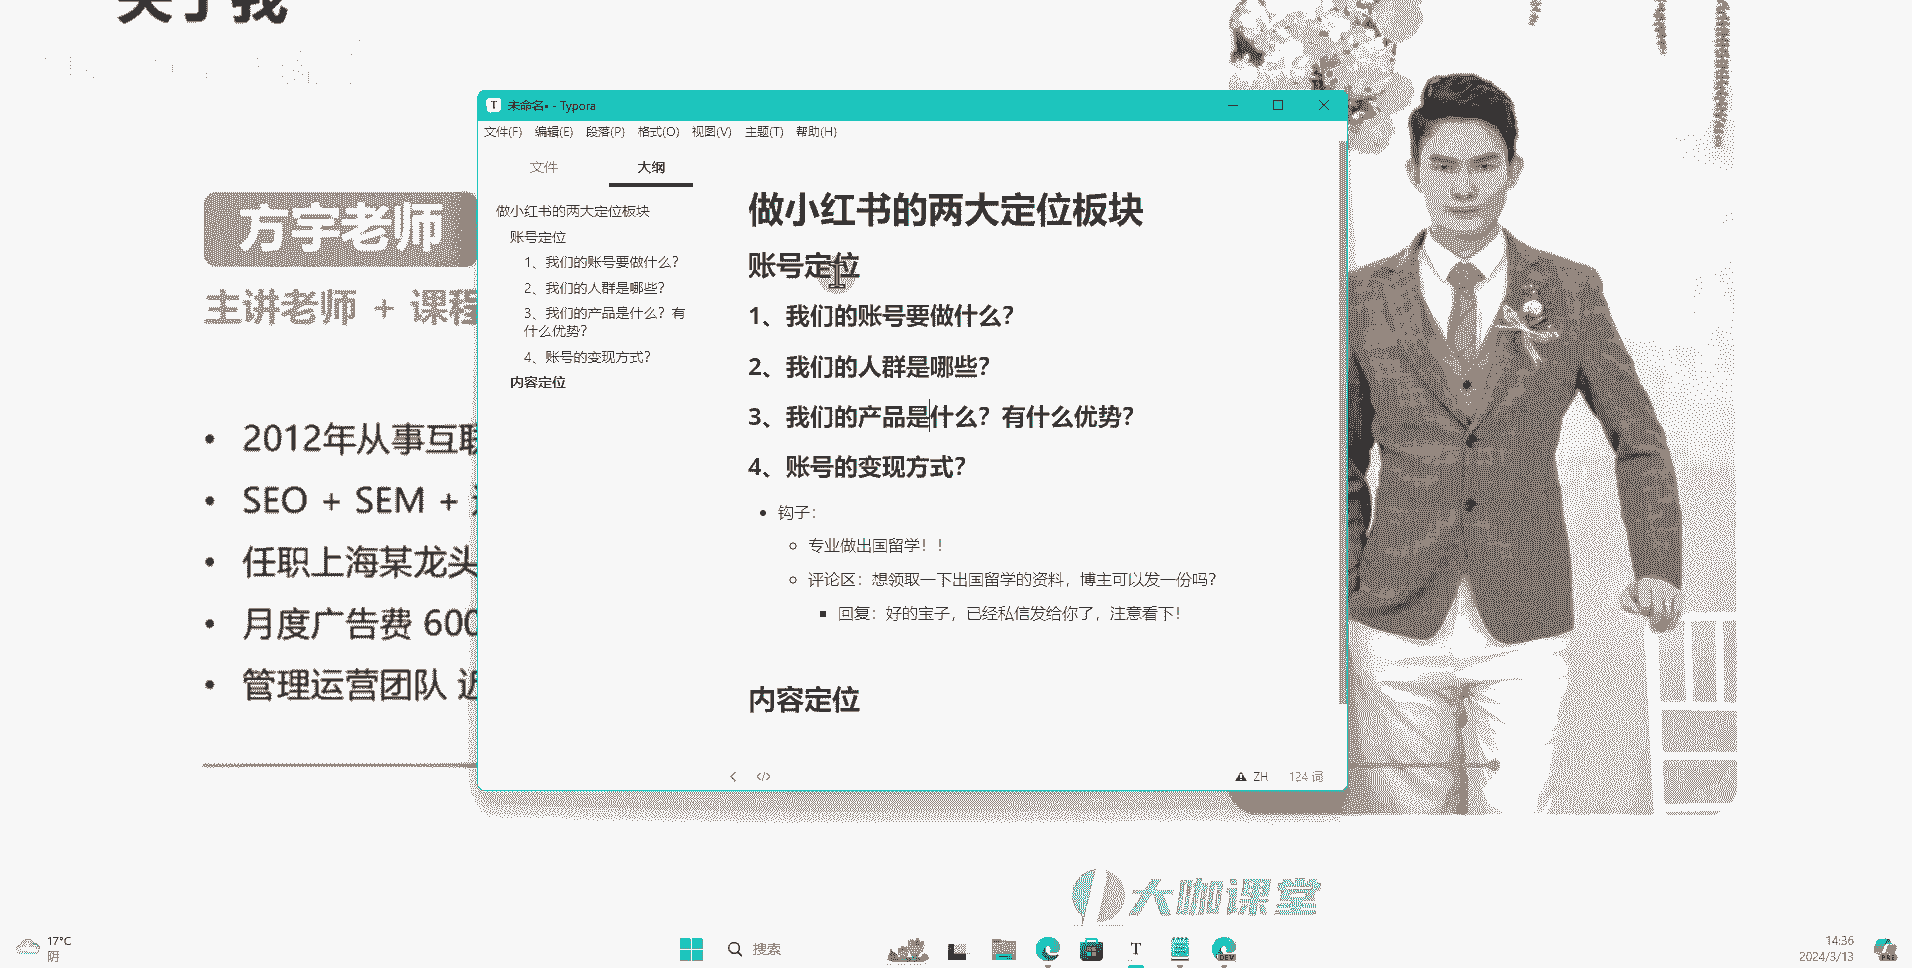 关于我
方宇老师
主讲老师 + 课程
2012年从事互联
SEO + SEM +
任职上海某龙头
月度广告费 600
管理运营团队 近
未命名• - Typora
文件(F) 编辑(E) 段落(P) 格式(O) 视图(V) 主题(T) 帮助(H)
文件 大纲
做小红书的两大定位板块
账号定位
1、我们的账号要做什么?
2、我们的人群是哪些?
3、我们的产品是什么? 有
什么优势?
4、账号的变现方式?
内容定位
做小红书的两大定位板块
账号定位
1、我们的账号要做什么?
2、我们的人群是哪些?
3、我们的产品是什么? 有什么优势?
4、账号的变现方式?
钩子:
专业做出国留学! !
评论区: 想领取一下出国留学的资料, 博主可以发一份吗?
回复: 好的宝子, 已经私信发给你了, 注意看下!
内容定位
ZH 124 词
大咖课堂
17°C
阴
搜索
T
DEV
14:36
2024/3/13
PRE